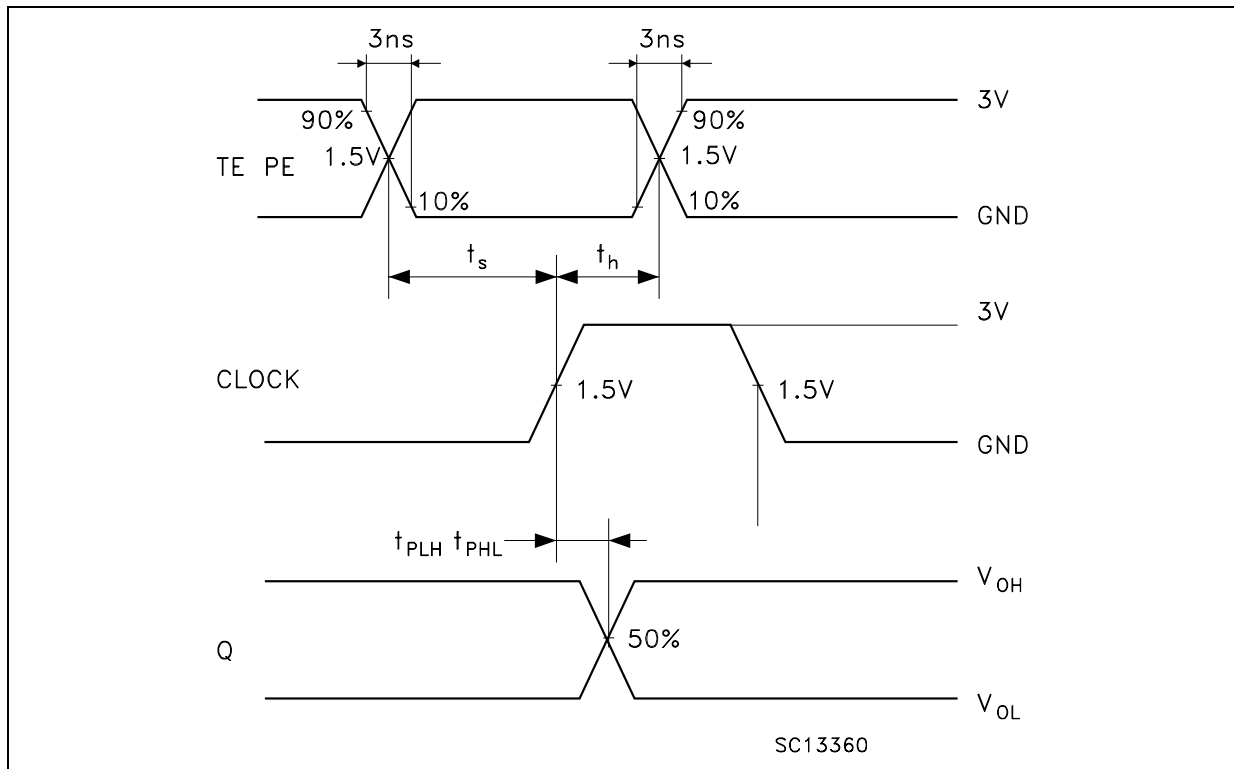 3ns 3ns
3V
90% 90%
TE PE 1.5V 1.5V
10% 10%
GND
ts th
3V
CLOCK 1.5V 1.5V
GND
tPLH tPHL
VOH
Q 50%
VOL
SC13360